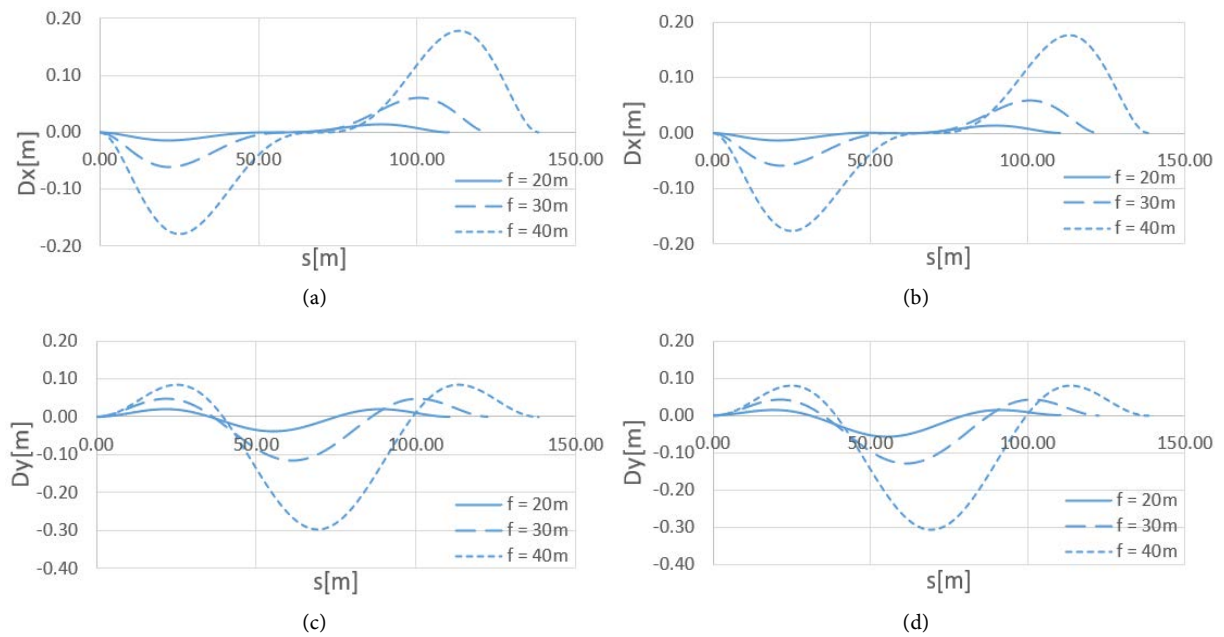 0.20
0.10
0.00
-0.10
-0.20
Dx[m]
0.00 50.00 100.00 150.00
f = 20m
f = 30m
f = 40m
s[m]
(a)
0.20
0.10
0.00
-0.10
-0.20
Dx[m]
0.00 50.00 100.00 150.00
f = 20m
f = 30m
f = 40m
s[m]
(b)
0.20
0.10
0.00
-0.10
-0.20
-0.30
-0.40
Dy[m]
0.00 50.00 100.00 150.00
f = 20m
f = 30m
f = 40m
s[m]
(c)
0.20
0.10
0.00
-0.10
-0.20
-0.30
-0.40
Dy[m]
0.00 50.00 100.00 150.00
f = 20m
f = 30m
f = 40m
s[m]
(d)